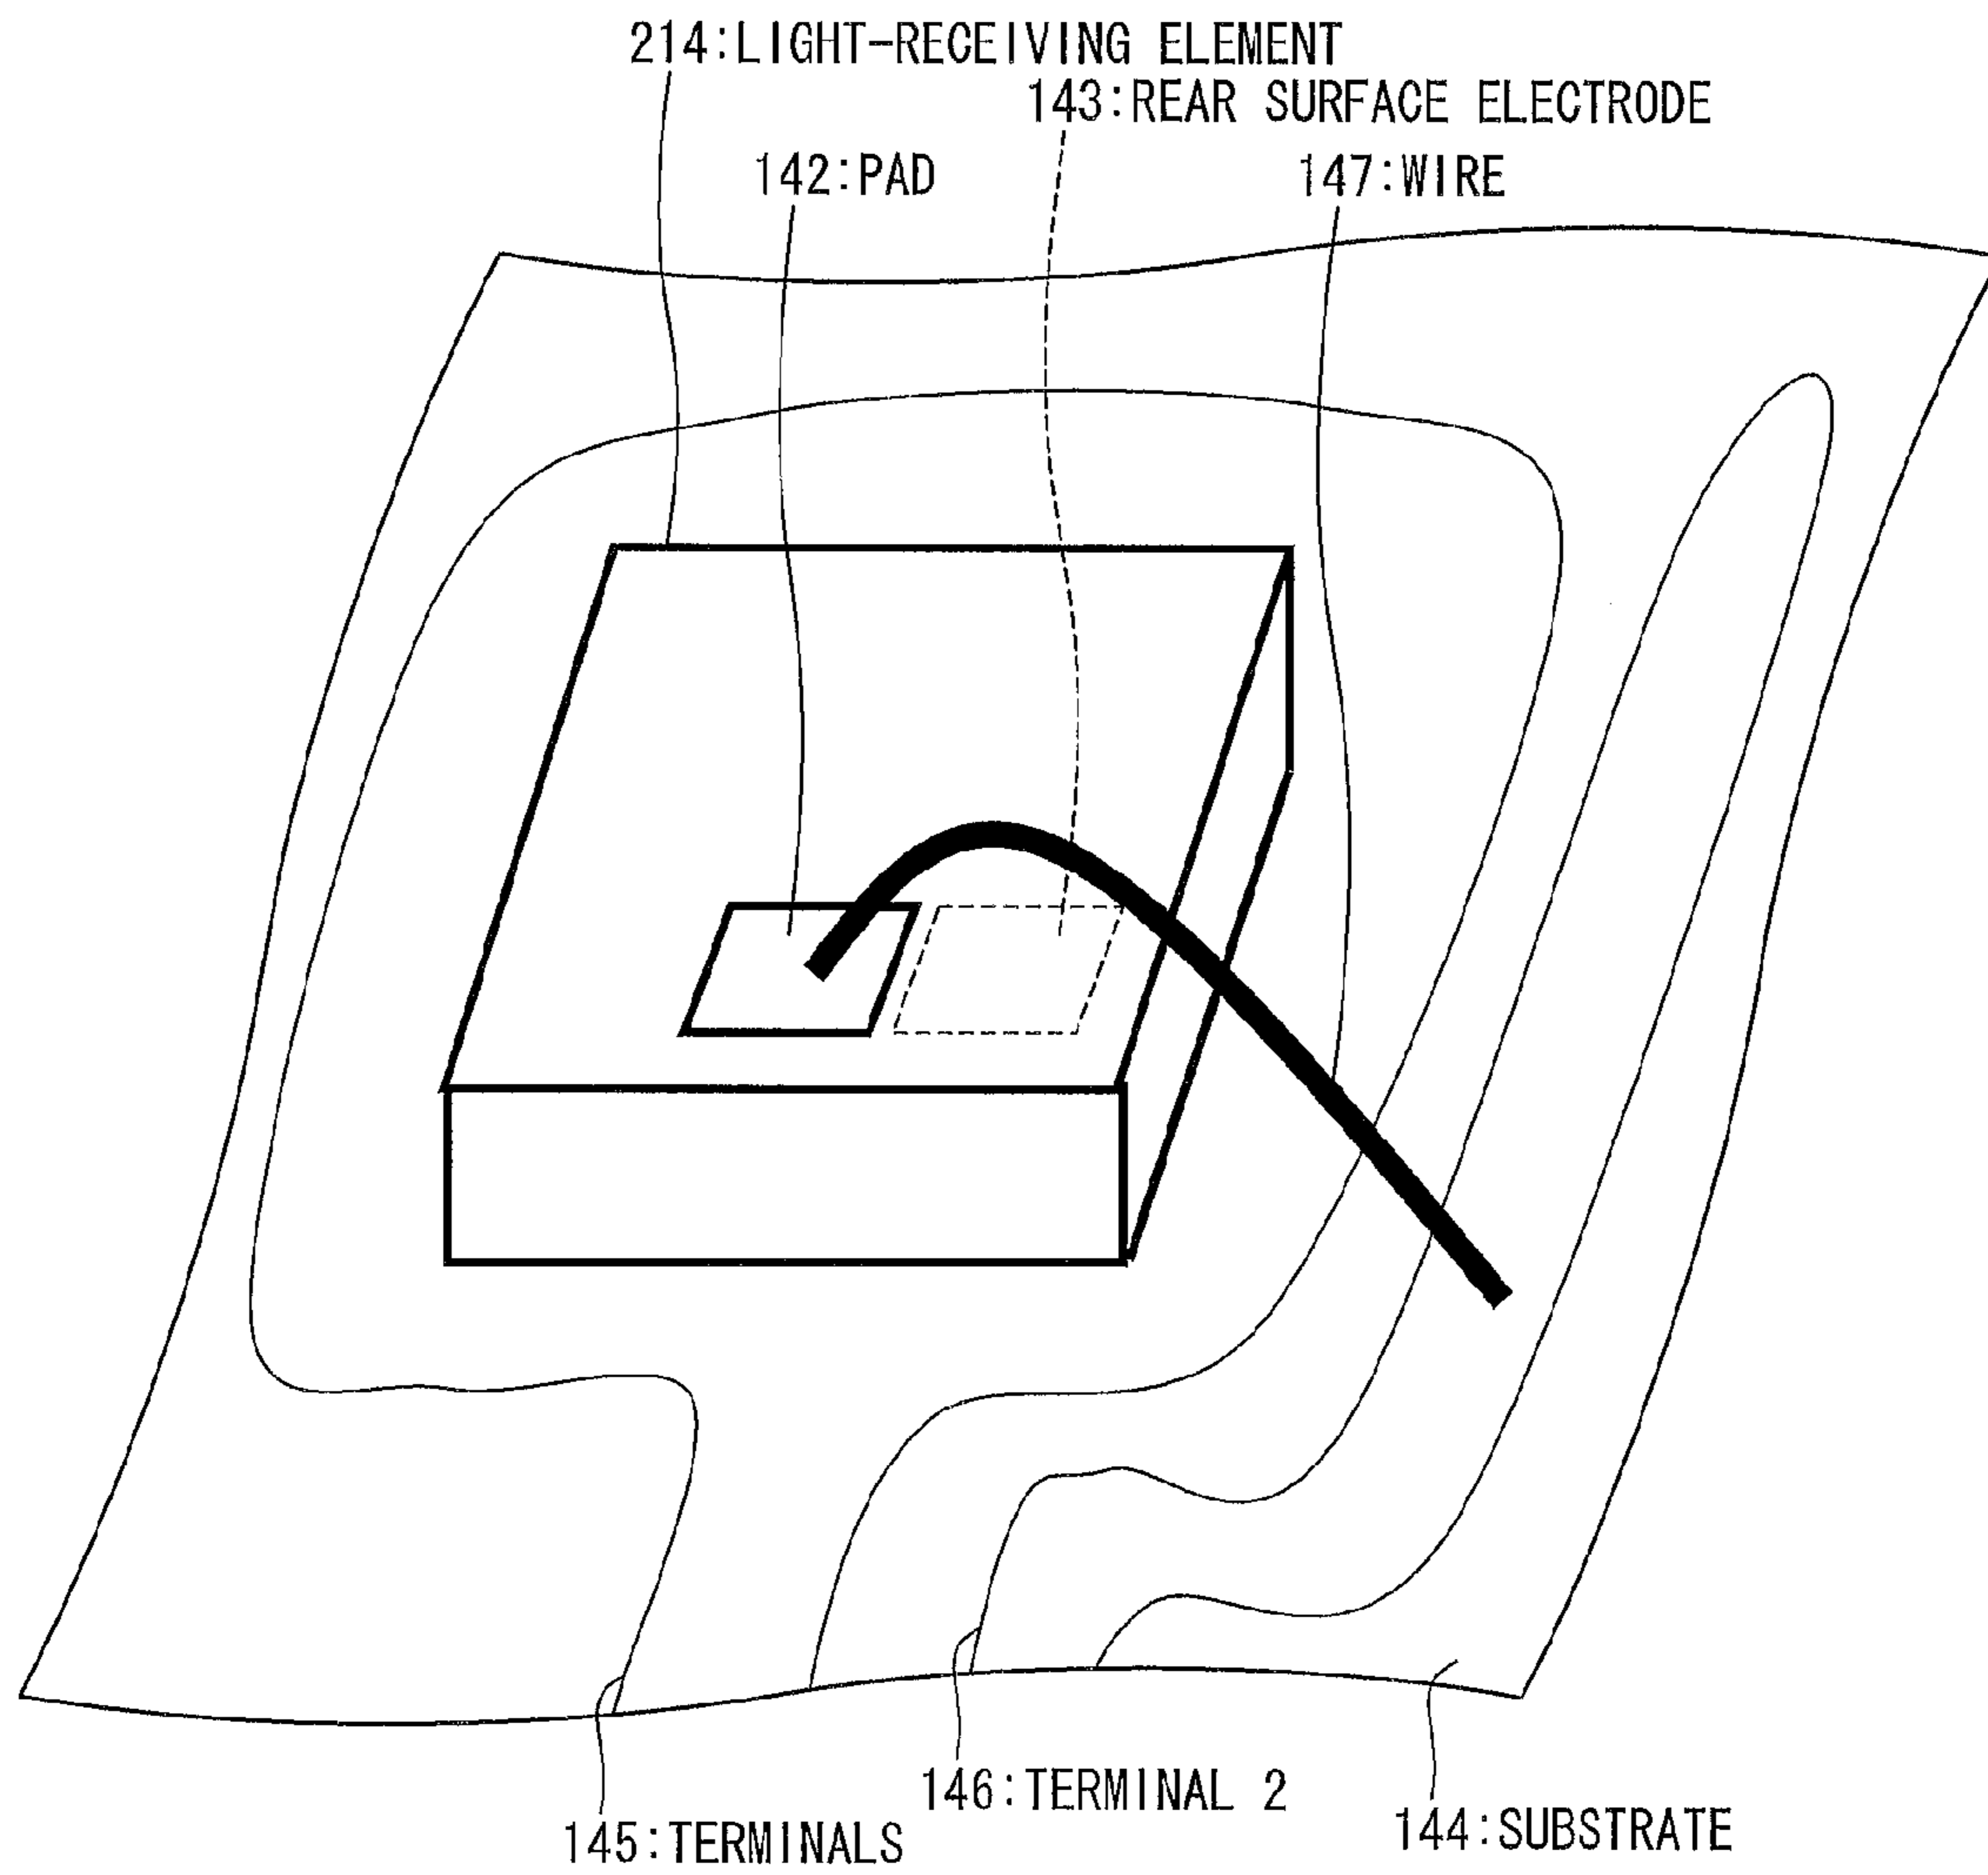 214:LIGHT-RECEIVING ELEMENT
143:REAR SURFACE ELECTRODE
142:PAD
147:WIRE
146:TERMINAL 2
144:SUBSTRATE
145:TERMINALS